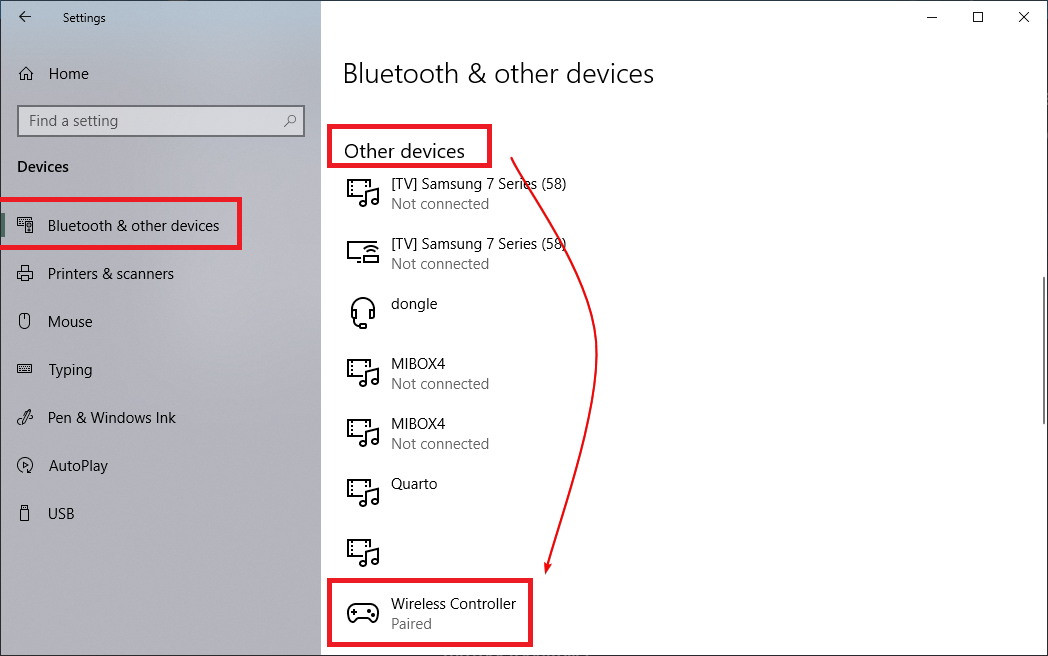 Settings
Home
Find a setting
Devices
Bluetooth & other devices
Printers & scanners
Mouse
Typing
Pen & Windows Ink
AutoPlay
USB
Bluetooth & other devices
Other devices
[TV] Samsung 7 Series (58)
Not connected
[TV] Samsung 7 Series (58)
Not connected
dongle
MIBOX4
Not connected
MIBOX4
Not connected
Quarto
Wireless Controller
Paired